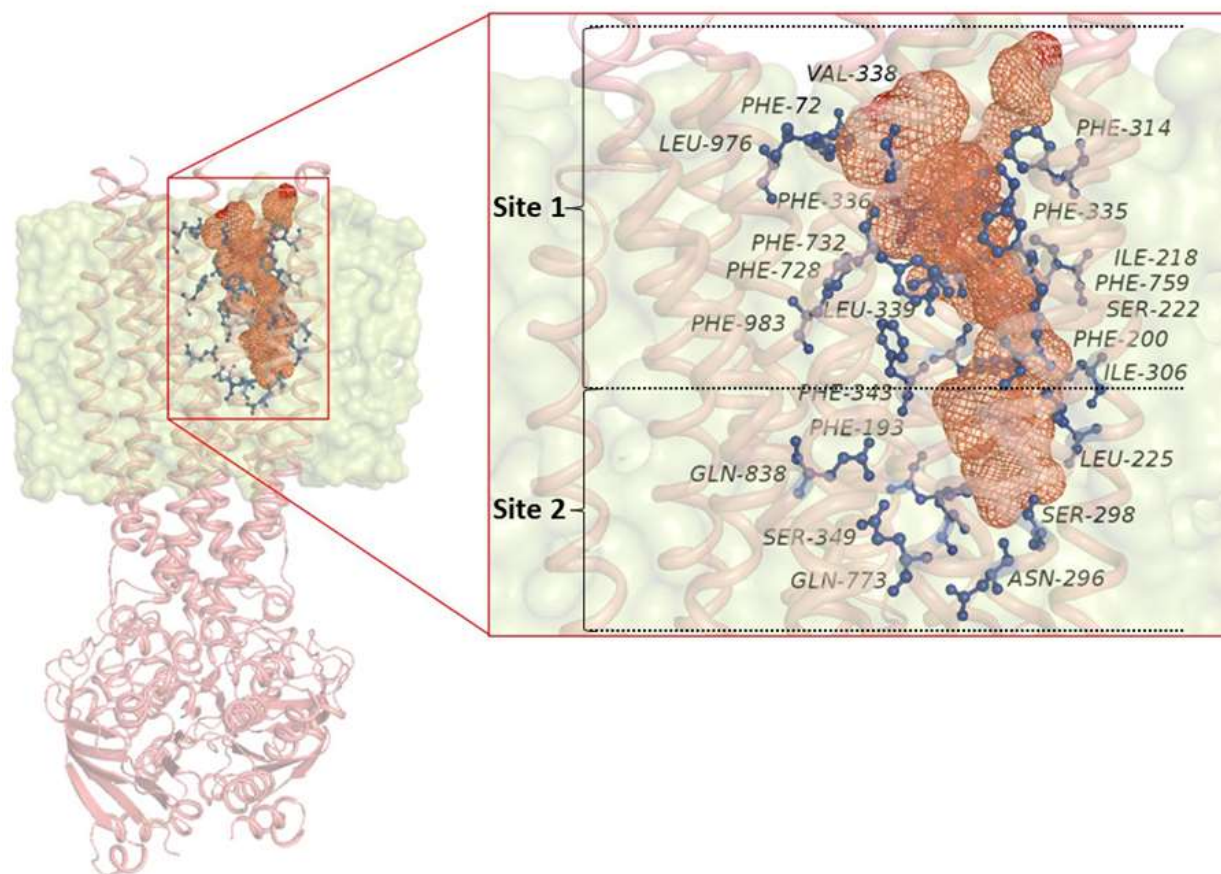 VAL-338
PHE-72
PHE-314
LEU-976
PHE-336
Site 1
PHE-335
PHE-732
ILE-218
PHE-728
PHE-759
LEU-339
SER-222
PHE-983
PHE-200
ILE-306
PHE-343
PHE-193
LEU-225
GLN-838
Site 2
SER-298
SER-349
GLN-773
ASN-296